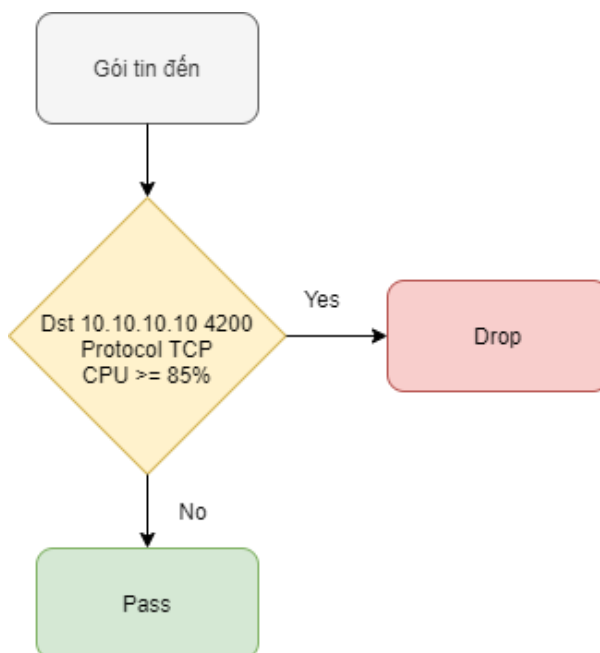 Gói tin đến
Dst 10.10.10.10 4200
Protocol TCP
CPU >= 85%
Yes
Drop
No
Pass